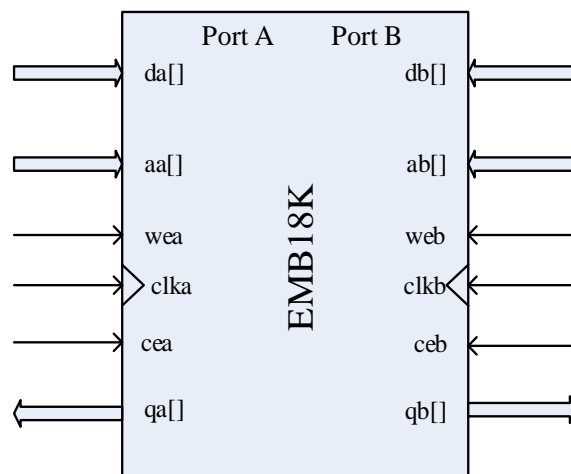 Port A Port B
da[] db[]
aa[] ab[]
EMB18K
wea web
clka clkb
cea ceb
qa[] qb[]